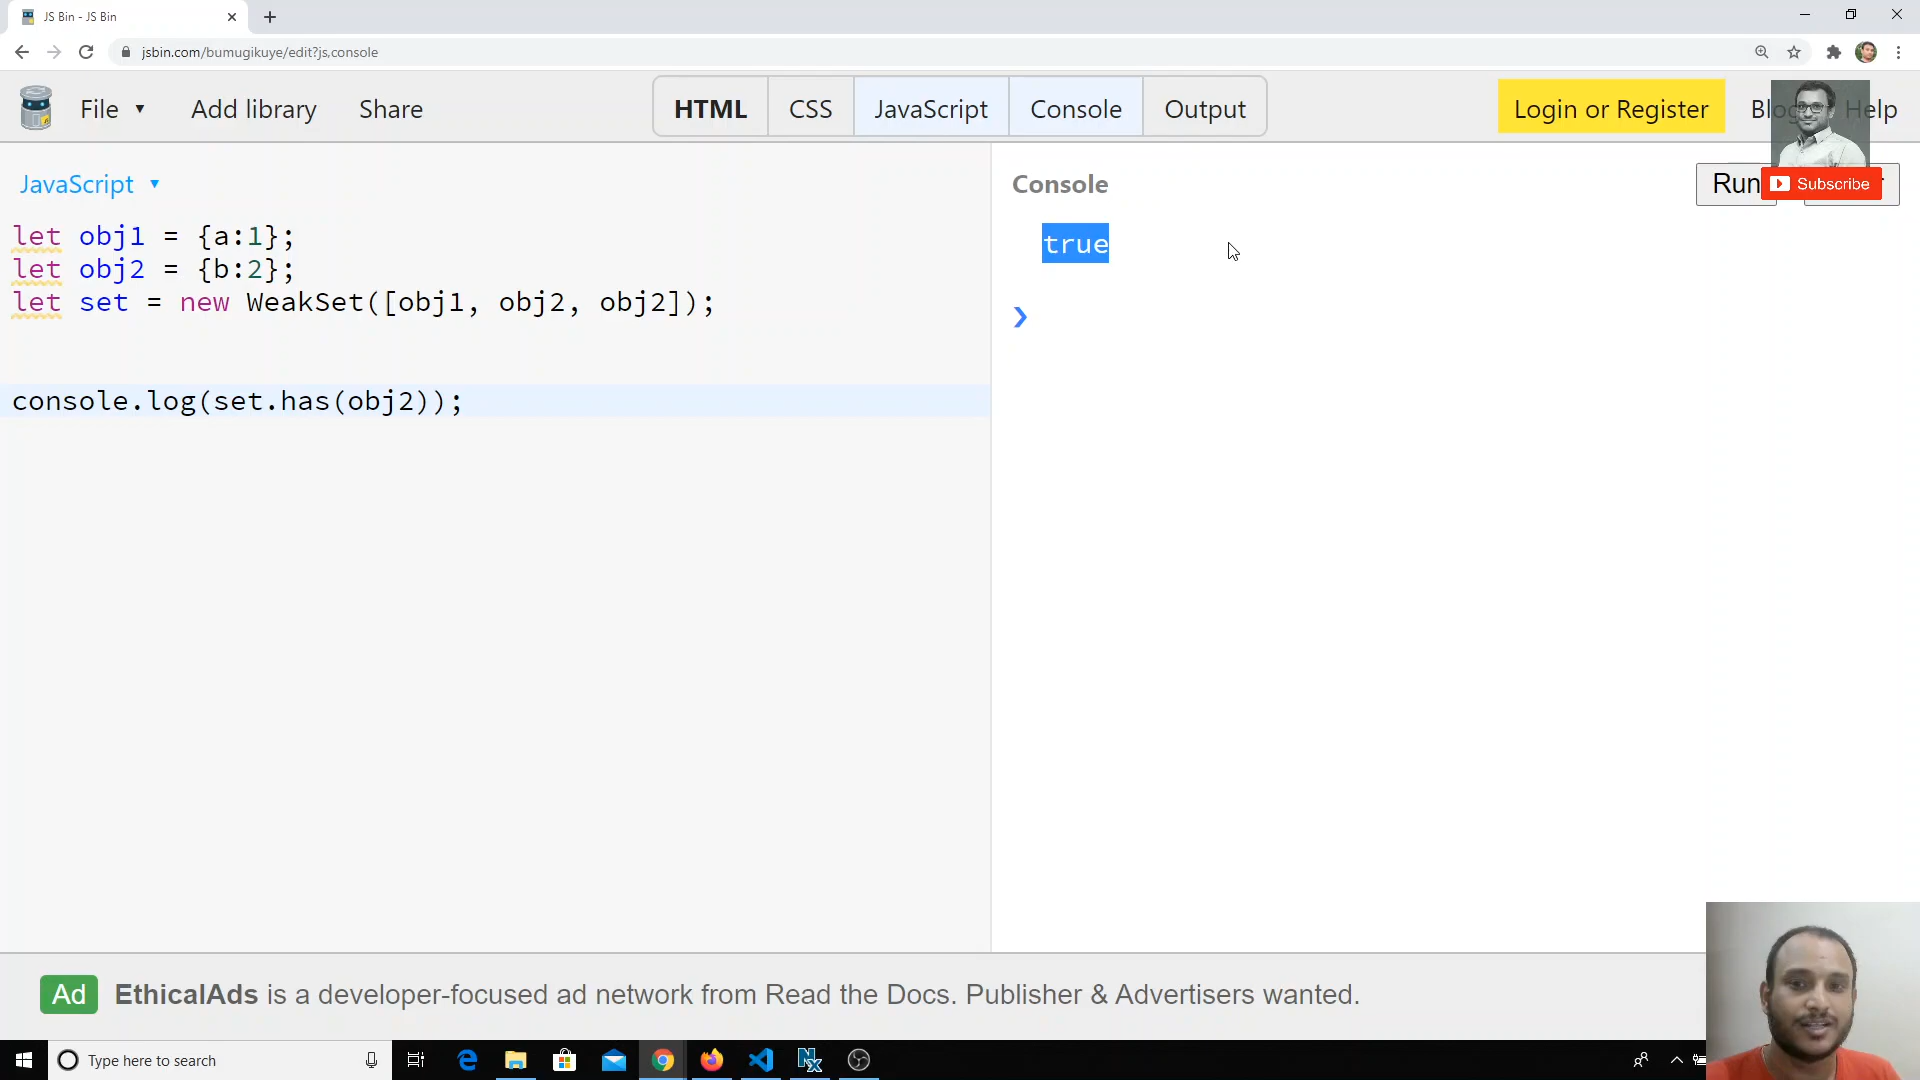 JS Bin - JS Bin
jsbin.com/bumugikuye/edit?js,console
File
Add library
Share
HTML
CSS
JavaScript
Console
Output
Login or Register
Help
JavaScript
Console
Run
Subscribe
let obj1 = {a:1};
let obj2 = {b:2};
let set = new WeakSet([obj1, obj2, obj2]);
console.log(set.has(obj2));
true
Ad EthicalAds is a developer-focused ad network from Read the Docs. Publisher & Advertisers wanted.
Type here to search